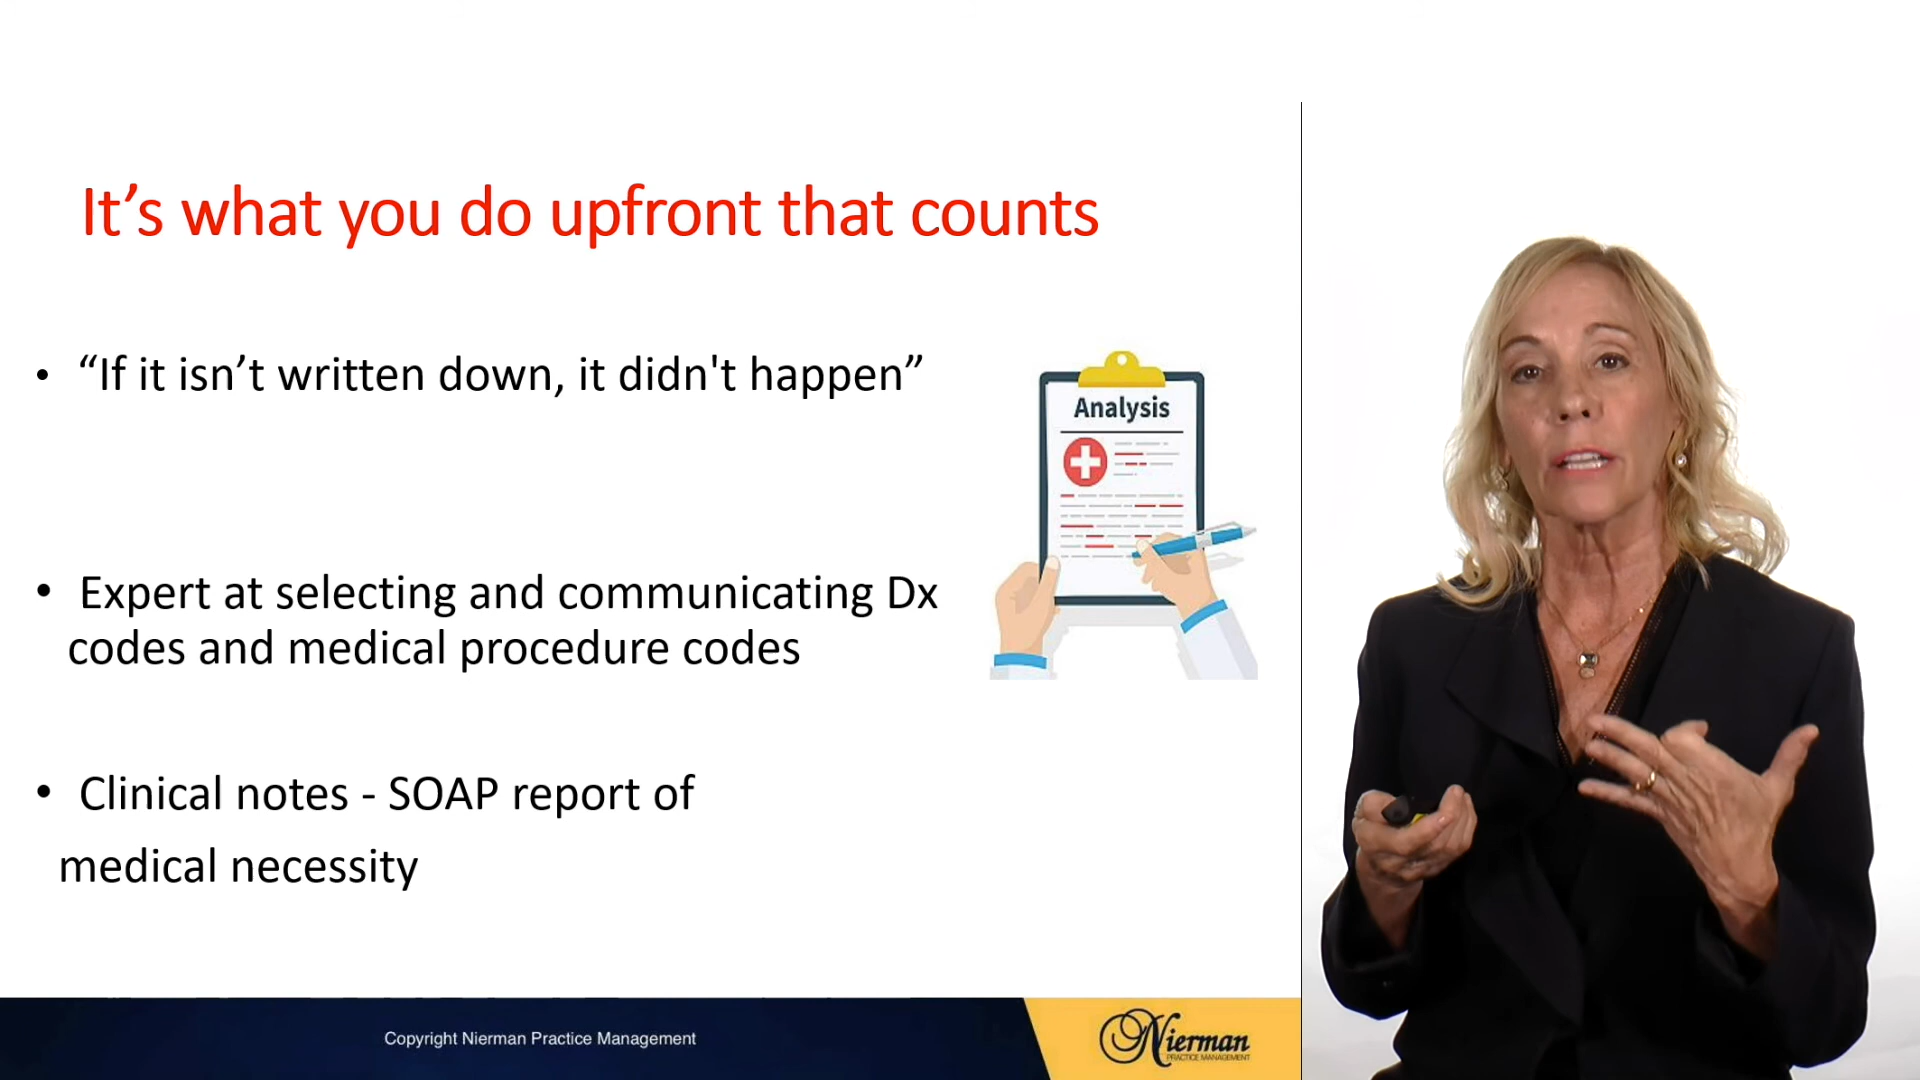 It’s what you do upfront that counts
• “If it isn’t written down, it didn't happen”
Analysis
• Expert at selecting and communicating Dx
codes and medical procedure codes
• Clinical notes - SOAP report of
medical necessity
Copyright Nierman Practice Management
Nierman
PRACTICE MANAGEMENT